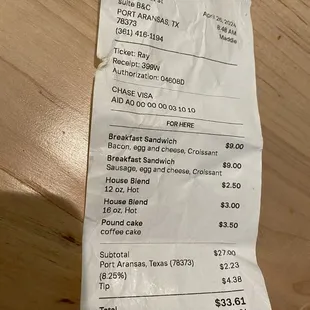 suite B&C
PORT ARANSAS, TX
78373
(361) 416-1194
April 26, 2024
8:48 AM
Maddie
Ticket: Ray
Receipt: 398W
Authorization: 04608D
CHASE VISA
AID A0 00 00 00 03 10 10
FOR HERE
Breakfast Sandwich $9.00
Bacon, egg and cheese, Croissant
Breakfast Sandwich $9.00
Sausage, egg and cheese, Croissant
House Blend $2.50
12 oz, Hot
House Blend $3.00
16 oz, Hot
Pound cake $3.50
coffee cake
Subtotal $27.00
Port Aransas, Texas (78373) $2.23
(8.25%)
Tip $4.38
Total $33.61